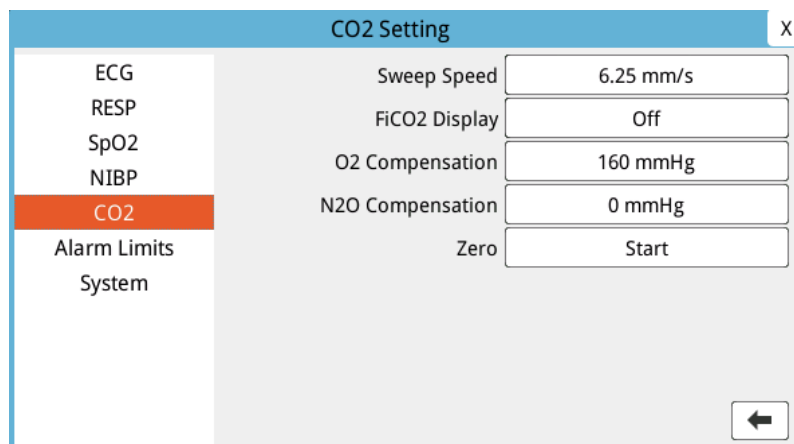 CO2 Setting
X
ECG
RESP
SpO2
NIBP
CO2
Alarm Limits
System
Sweep Speed 6.25 mm/s
FiCO2 Display Off
O2 Compensation 160 mmHg
N2O Compensation 0 mmHg
Zero Start